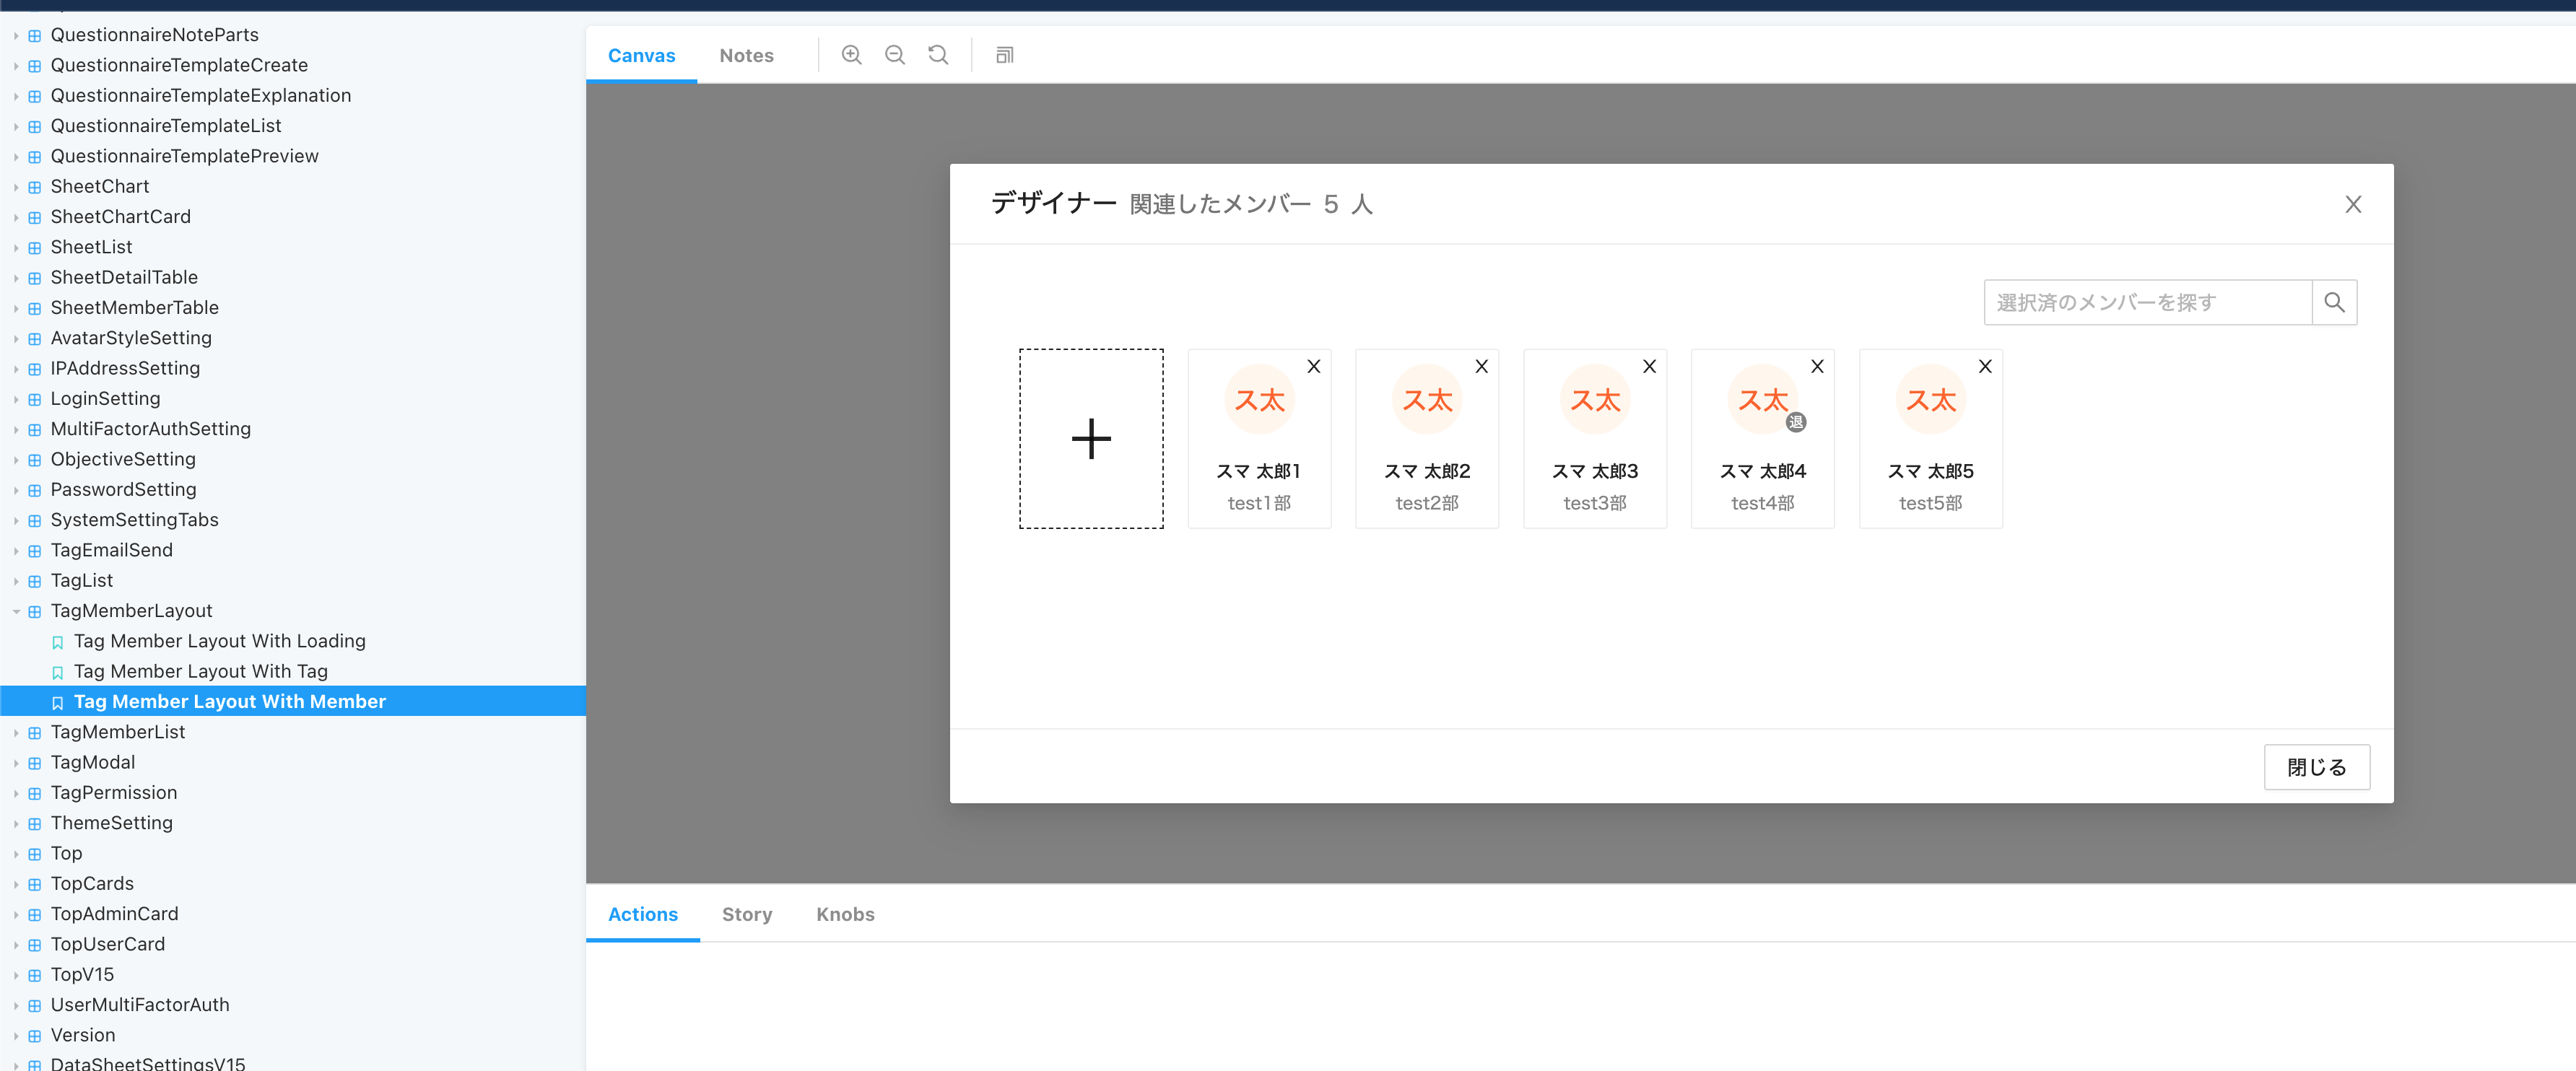 QuestionnaireNoteParts
QuestionnaireTemplateCreate
QuestionnaireTemplateExplanation
QuestionnaireTemplateList
QuestionnaireTemplatePreview
SheetChart
SheetChartCard
SheetList
SheetDetailTable
SheetMemberTable
AvatarStyleSetting
IPAddressSetting
LoginSetting
MultiFactorAuthSetting
ObjectiveSetting
PasswordSetting
SystemSettingTabs
TagEmailSend
TagList
TagMemberLayout
Tag Member Layout With Loading
Tag Member Layout With Tag
Tag Member Layout With Member
TagMemberList
TagModal
TagPermission
ThemeSetting
Top
TopCards
TopAdminCard
TopUserCard
TopV15
UserMultiFactorAuth
Version
DataSheetSettingsV15
Canvas Notes
デザイナー 関連したメンバー 5 人
選択済のメンバーを探す
ス太 ス太 ス太 ス太 ス太
退
スマ 太郎1 スマ 太郎2 スマ 太郎3 スマ 太郎4 スマ 太郎5
test1部 test2部 test3部 test4部 test5部
閉じる
Actions Story Knobs